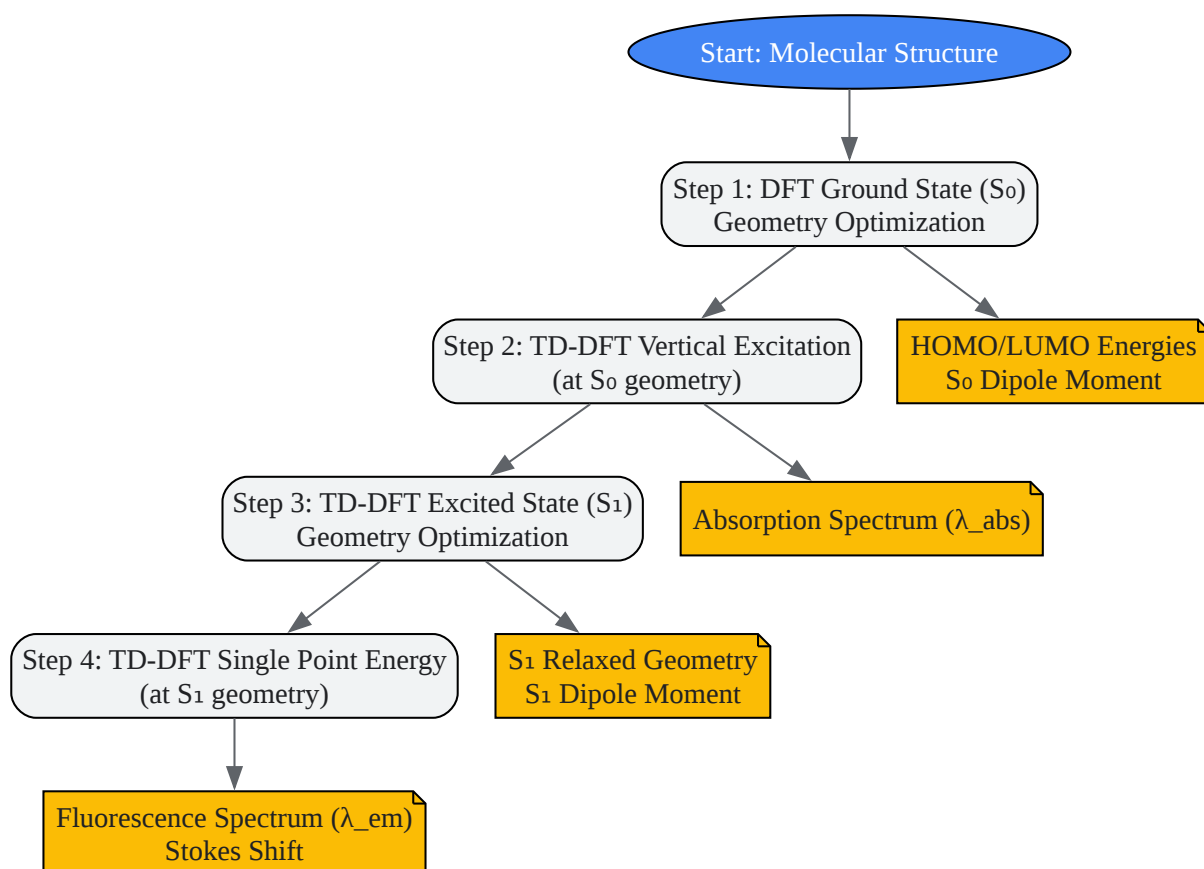 Start: Molecular Structure
Step 1: DFT Ground State (S₀)
Geometry Optimization
Step 2: TD-DFT Vertical Excitation
(at S₀ geometry)
HOMO/LUMO Energies
S₀ Dipole Moment
Step 3: TD-DFT Excited State (S₁)
Geometry Optimization
Absorption Spectrum (λ_abs)
Step 4: TD-DFT Single Point Energy
(at S₁ geometry)
S₁ Relaxed Geometry
S₁ Dipole Moment
Fluorescence Spectrum (λ_em)
Stokes Shift